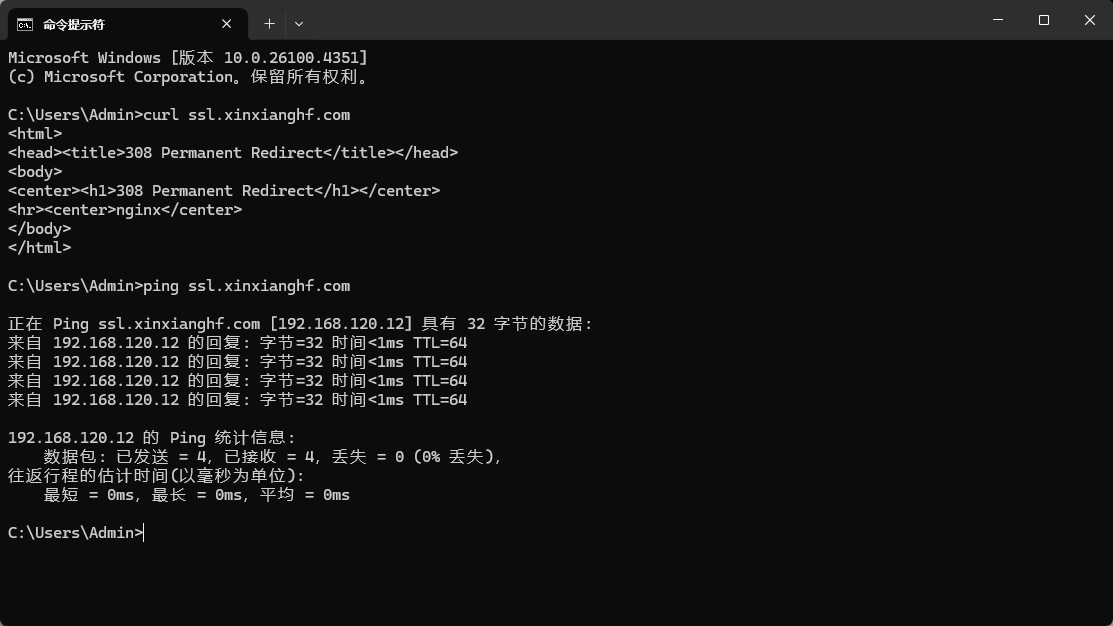 命令提示符
Microsoft Windows [版本 10.0.26100.4351]
(c) Microsoft Corporation。保留所有权利。
C:\Users\Admin>curl ssl.xinxianghf.com
<html>
<head><title>308 Permanent Redirect</title></head>
<body>
<center><h1>308 Permanent Redirect</h1></center>
<hr><center>nginx</center>
</body>
</html>
C:\Users\Admin>ping ssl.xinxianghf.com
正在 Ping ssl.xinxianghf.com [192.168.120.12] 具有 32 字节的数据:
来自 192.168.120.12 的回复: 字节=32 时间<1ms TTL=64
来自 192.168.120.12 的回复: 字节=32 时间<1ms TTL=64
来自 192.168.120.12 的回复: 字节=32 时间<1ms TTL=64
来自 192.168.120.12 的回复: 字节=32 时间<1ms TTL=64
192.168.120.12 的 Ping 统计信息:
    数据包: 已发送 = 4，已接收 = 4，丢失 = 0 (0% 丢失)，
往返行程的估计时间(以毫秒为单位):
    最短 = 0ms，最长 = 0ms，平均 = 0ms
C:\Users\Admin>